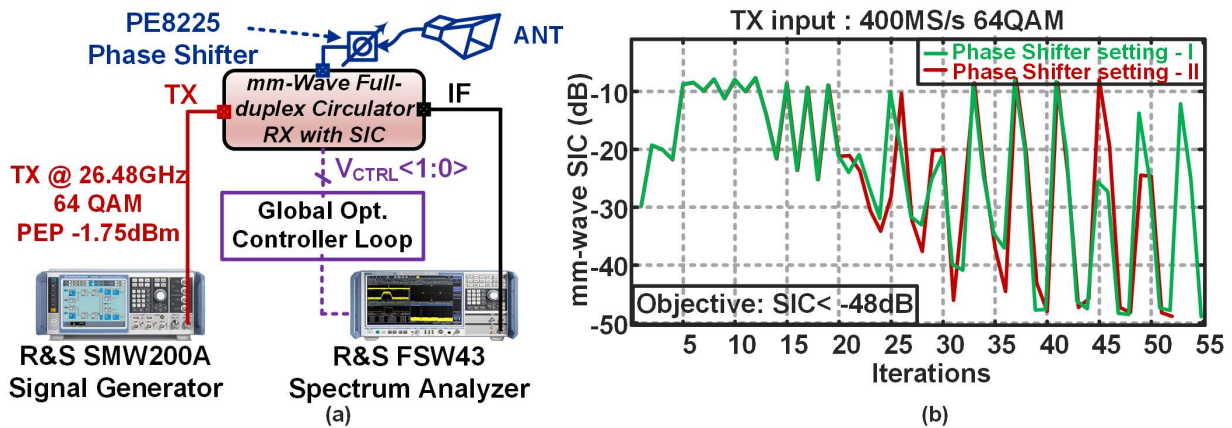 PE8225
Phase Shifter
ANT
TX
mm-Wave Full-
duplex Circulator
RX with SIC
IF
TX @ 26.48GHz
64 QAM
PEP -1.75dBm
VCTRL<1:0>
Global Opt.
Controller Loop
R&S SMW200A
Signal Generator
R&S FSW43
Spectrum Analyzer
(a)
TX input : 400MS/s 64QAM
Phase Shifter setting - I
Phase Shifter setting - II
mm-wave SIC (dB)
-10
-20
-30
-40
-50
Objective: SIC< -48dB
5 10 15 20 25 30 35 40 45 50 55
Iterations
(b)